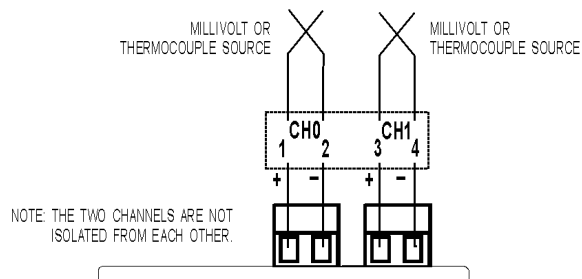 MILLIVOLT OR
THERMOCOUPLE SOURCE
MILLIVOLT OR
THERMOCOUPLE SOURCE
CH0 CH1
1 2 3 4
+ − + −
NOTE: THE TWO CHANNELS ARE NOT
ISOLATED FROM EACH OTHER.